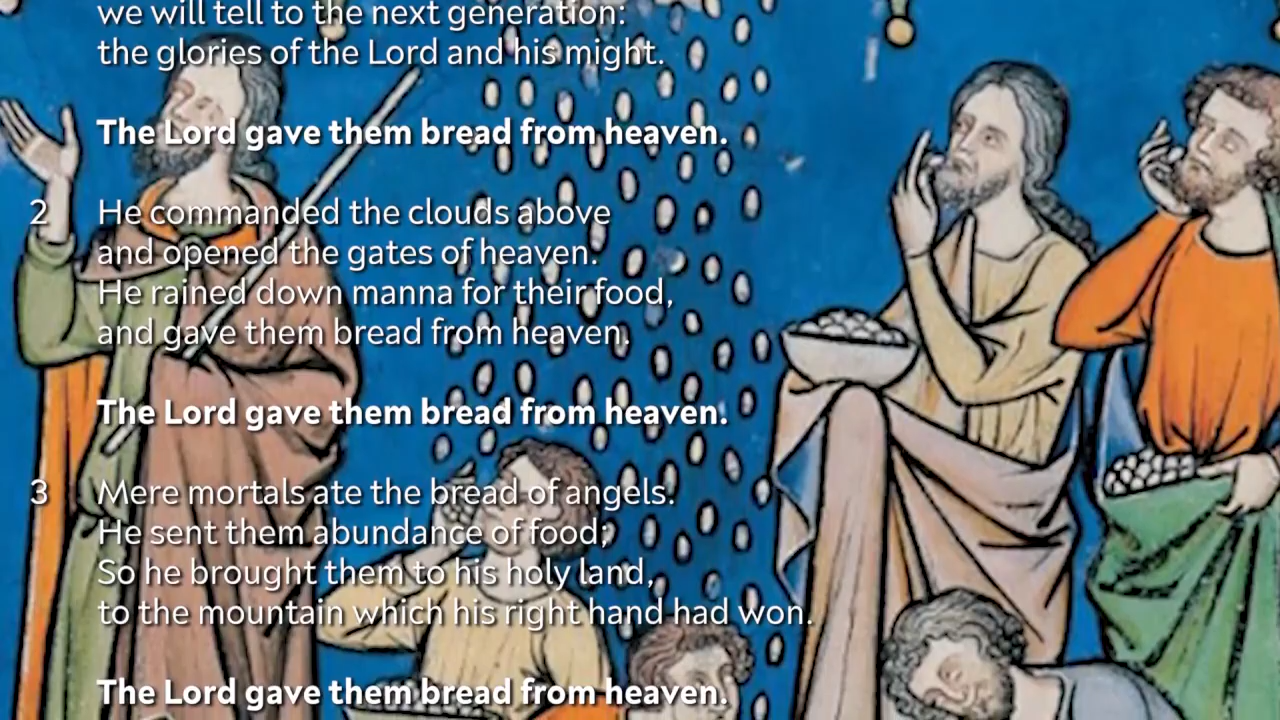 we will tell to the next generation:
the glories of the Lord and his might.
The Lord gave them bread from heaven.
2 He commanded the clouds above
and opened the gates of heaven.
He rained down manna for their food,
and gave them bread from heaven.
The Lord gave them bread from heaven.
3 Mere mortals ate the bread of angels.
He sent them abundance of food;
So he brought them to his holy land,
to the mountain which his right hand had won.
The Lord gave them bread from heaven.